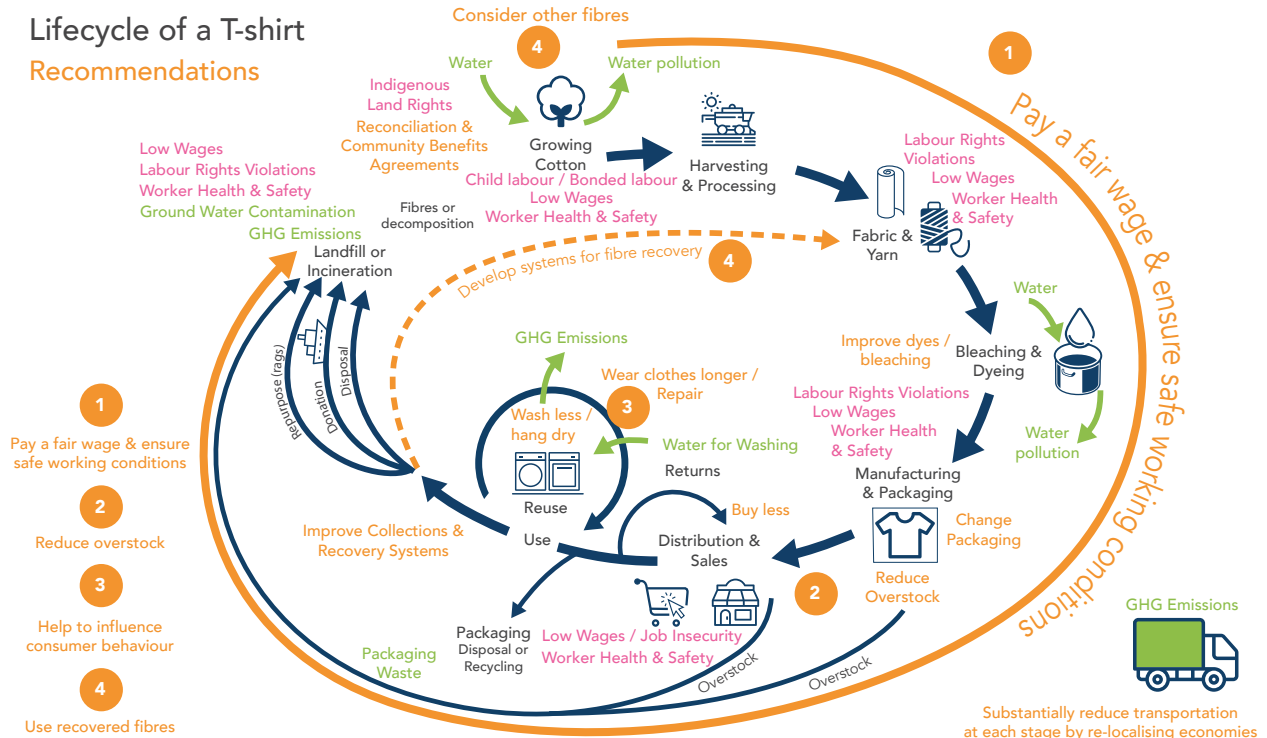 Lifecycle of a T-shirt
Recommendations
Consider other fibres
4
1
Water
Water pollution
Indigenous
Land Rights
Reconciliation &
Community Benefits
Agreements
Growing
Cotton
Harvesting
& Processing
Child labour / Bonded labour
Low Wages
Worker Health & Safety
Labour Rights
Violations
Low Wages
Worker Health
& Safety
Fabric &
Yarn
Pay a fair wage & ensure safe working conditions
Low Wages
Labour Rights Violations
Worker Health & Safety
Ground Water Contamination
GHG Emissions
Landfill or
Incineration
Fibres or
decomposition
Develop systems for fibre recovery
4
Water
Improve dyes /
bleaching
Bleaching &
Dyeing
Water
pollution
Labour Rights Violations
Low Wages
Worker Health
& Safety
Manufacturing
& Packaging
Change
Packaging
Reduce
Overstock
GHG Emissions
Wear clothes longer /
Repair
3
Wash less /
hang dry
Water for Washing
Reuse
Returns
Buy less
Use
Distribution &
Sales
2
Repurpose (rags)
Donation
Disposal
Improve Collections &
Recovery Systems
Packaging
Disposal or
Recycling
Low Wages / Job Insecurity
Worker Health & Safety
Packaging
Waste
Overstock
Overstock
1
Pay a fair wage & ensure
safe working conditions
2
Reduce overstock
3
Help to influence
consumer behaviour
4
Use recovered fibres
GHG Emissions
Substantially reduce transportation
at each stage by re-localising economies